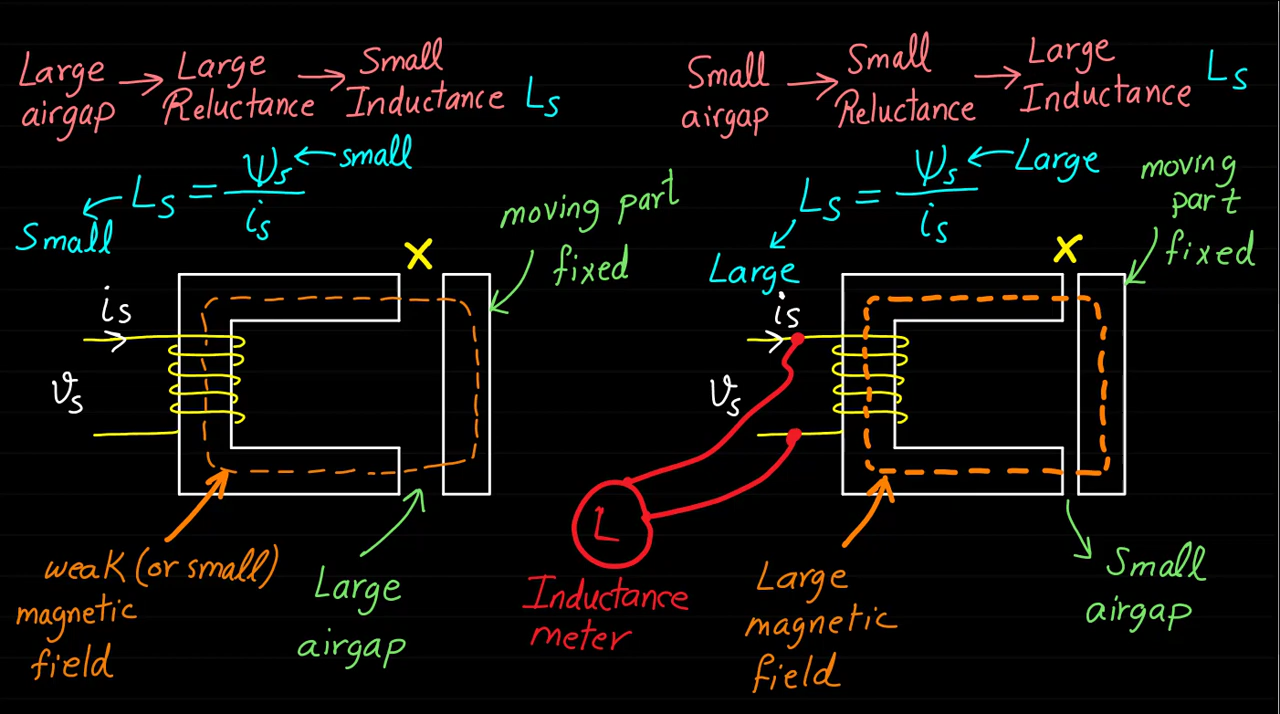 Large airgap → Large Reluctance → Small Inductance Ls
Ls = ψs / is
small
Small
moving part
fixed
x
is
vs
weak (or small)
magnetic
field
Large
airgap
Small airgap → Small Reluctance → Large Inductance Ls
Ls = ψs / is
Large
Large
moving
part
fixed
x
is
vs
L
Inductance
meter
Large
magnetic
field
Small
airgap